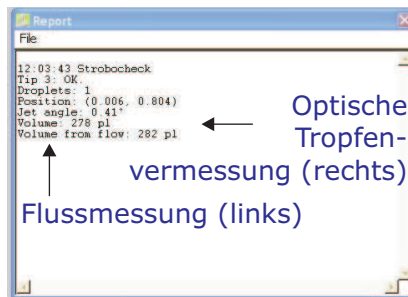 Report
File
12:03:43 Strobocheck
Tip 3: OK.
Droplets: 1
Position: (0.006, 0.804)
Jet angle: 0.41°
Volume: 278 pl
Volume from flow: 282 pl
Optische
Tropfen-
vermessung (rechts)
Flussmessung (links)